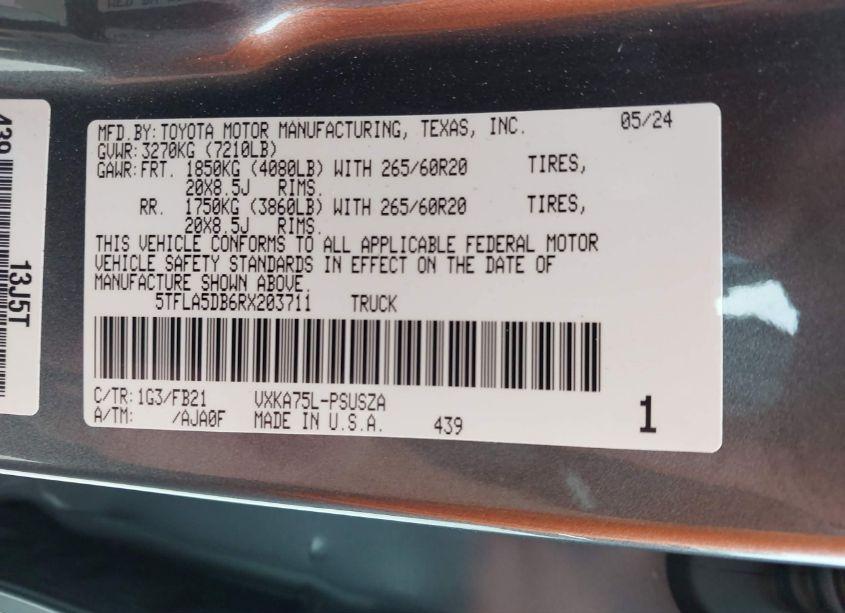 MFD.BY: TOYOTA MOTOR MANUFACTURING, TEXAS, INC. 05/24
GVWR: 3270KG (7210LB)
GAWR: FRT. 1850KG (4080LB) WITH 265/60R20 TIRES,
20X8.5J RIMS.
RR. 1750KG (3860LB) WITH 265/60R20 TIRES,
20X8.5J RIMS.
THIS VEHICLE CONFORMS TO ALL APPLICABLE FEDERAL MOTOR
VEHICLE SAFETY STANDARDS IN EFFECT ON THE DATE OF
MANUFACTURE SHOWN ABOVE.
5TFLA5DB6RX203711 TRUCK
C/TR: 1G3/FB21 VXKA75L-PSUSZA
A/TM: /AJA0F MADE IN U.S.A. 439 1
439
13J5T